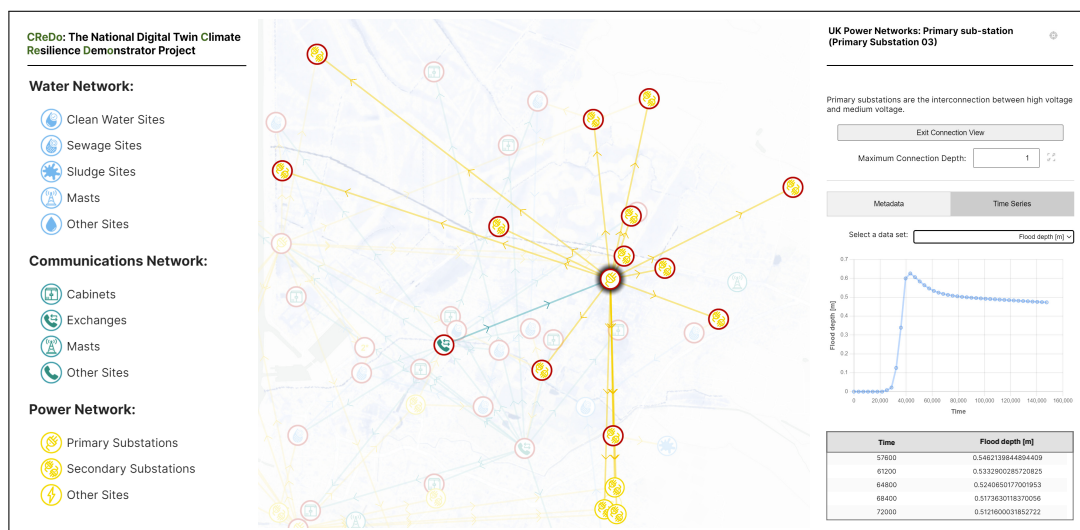 CReDo: The National Digital Twin Climate
Resilience Demonstrator Project
Water Network:
Clean Water Sites
Sewage Sites
Sludge Sites
Masts
Other Sites
Communications Network:
Cabinets
Exchanges
Masts
Other Sites
Power Network:
Primary Substations
Secondary Substations
Other Sites
UK Power Networks: Primary sub-station
(Primary Substation 03)
Primary substations are the interconnection between high voltage
and medium voltage.
Exit Connection View
Maximum Connection Depth: 1
Metadata Time Series
Select a data set: Flood depth [m]
0.7
0.6
0.5
0.4
0.3
0.2
0.1
0
Flood depth [m]
0 20,000 40,000 60,000 80,000 100,000 120,000 140,000 160,000
Time
Time Flood depth [m]
57600 0.5462139844894409
61200 0.5332900285720825
64800 0.5240650177001953
68400 0.5173630118370056
72000 0.5121600031852722